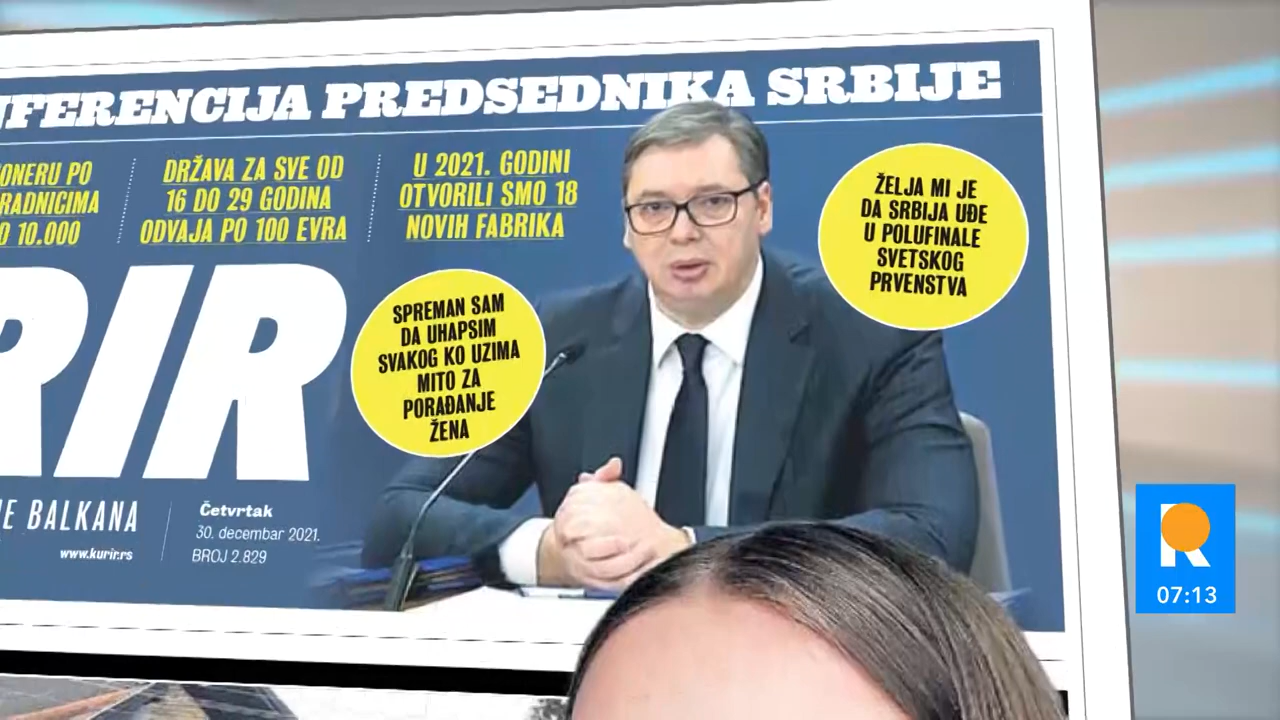 NFERENCIJA PREDSEDNIKA SRBIJE
ONERU PO
RADNICIMA
O 10.000
DRŽAVA ZA SVE OD
16 DO 29 GODINA
ODVAJA PO 100 EVRA
U 2021. GODINI
OTVORILI SMO 18
NOVIH FABRIKA
ŽELJA MI JE
DA SRBIJA UĐE
U POLUFINALE
SVETSKOG
PRVENSTVA
SPREMAN SAM
DA UHAPSIM
SVAKOG KO UZIMA
MITO ZA
PORAĐANJE
ŽENA
RIR
E BALKANA
www.kurir.rs
Četvrtak
30. decembar 2021.
BROJ 2.829
R
07:13